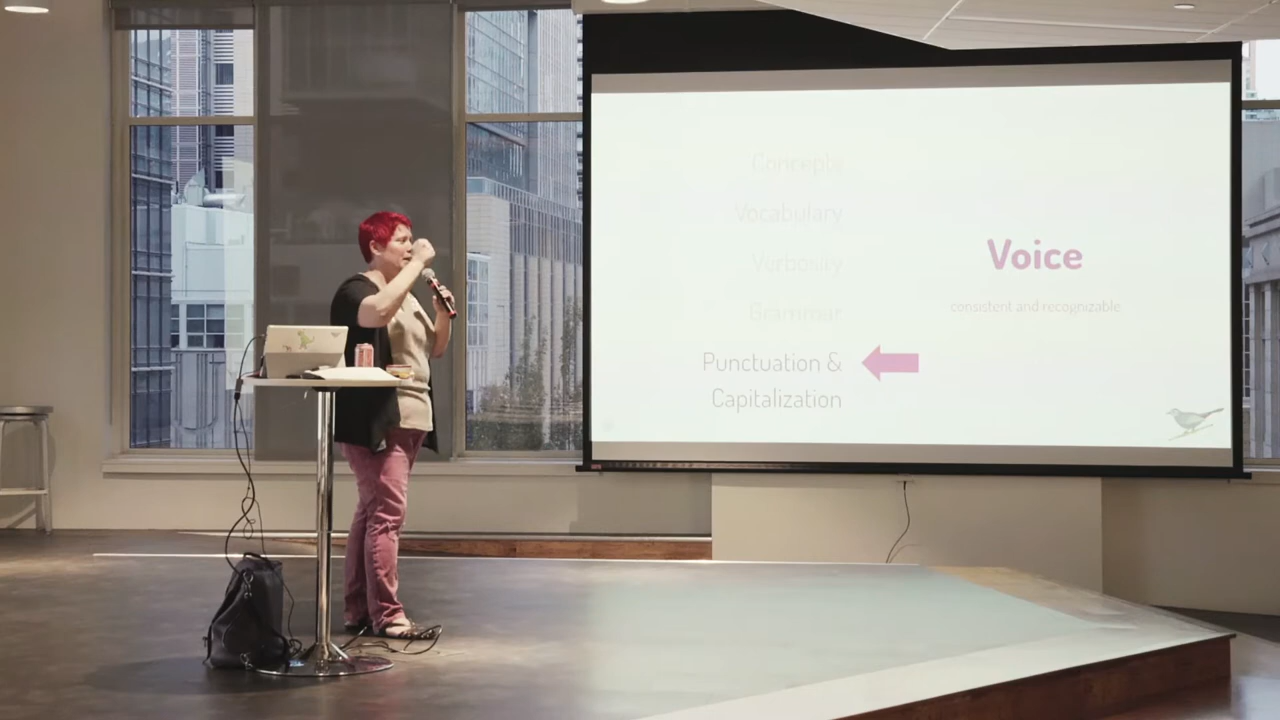 Concepts
Vocabulary
Verbosity
Grammar
Punctuation &
Capitalization
Voice
consistent and recognizable